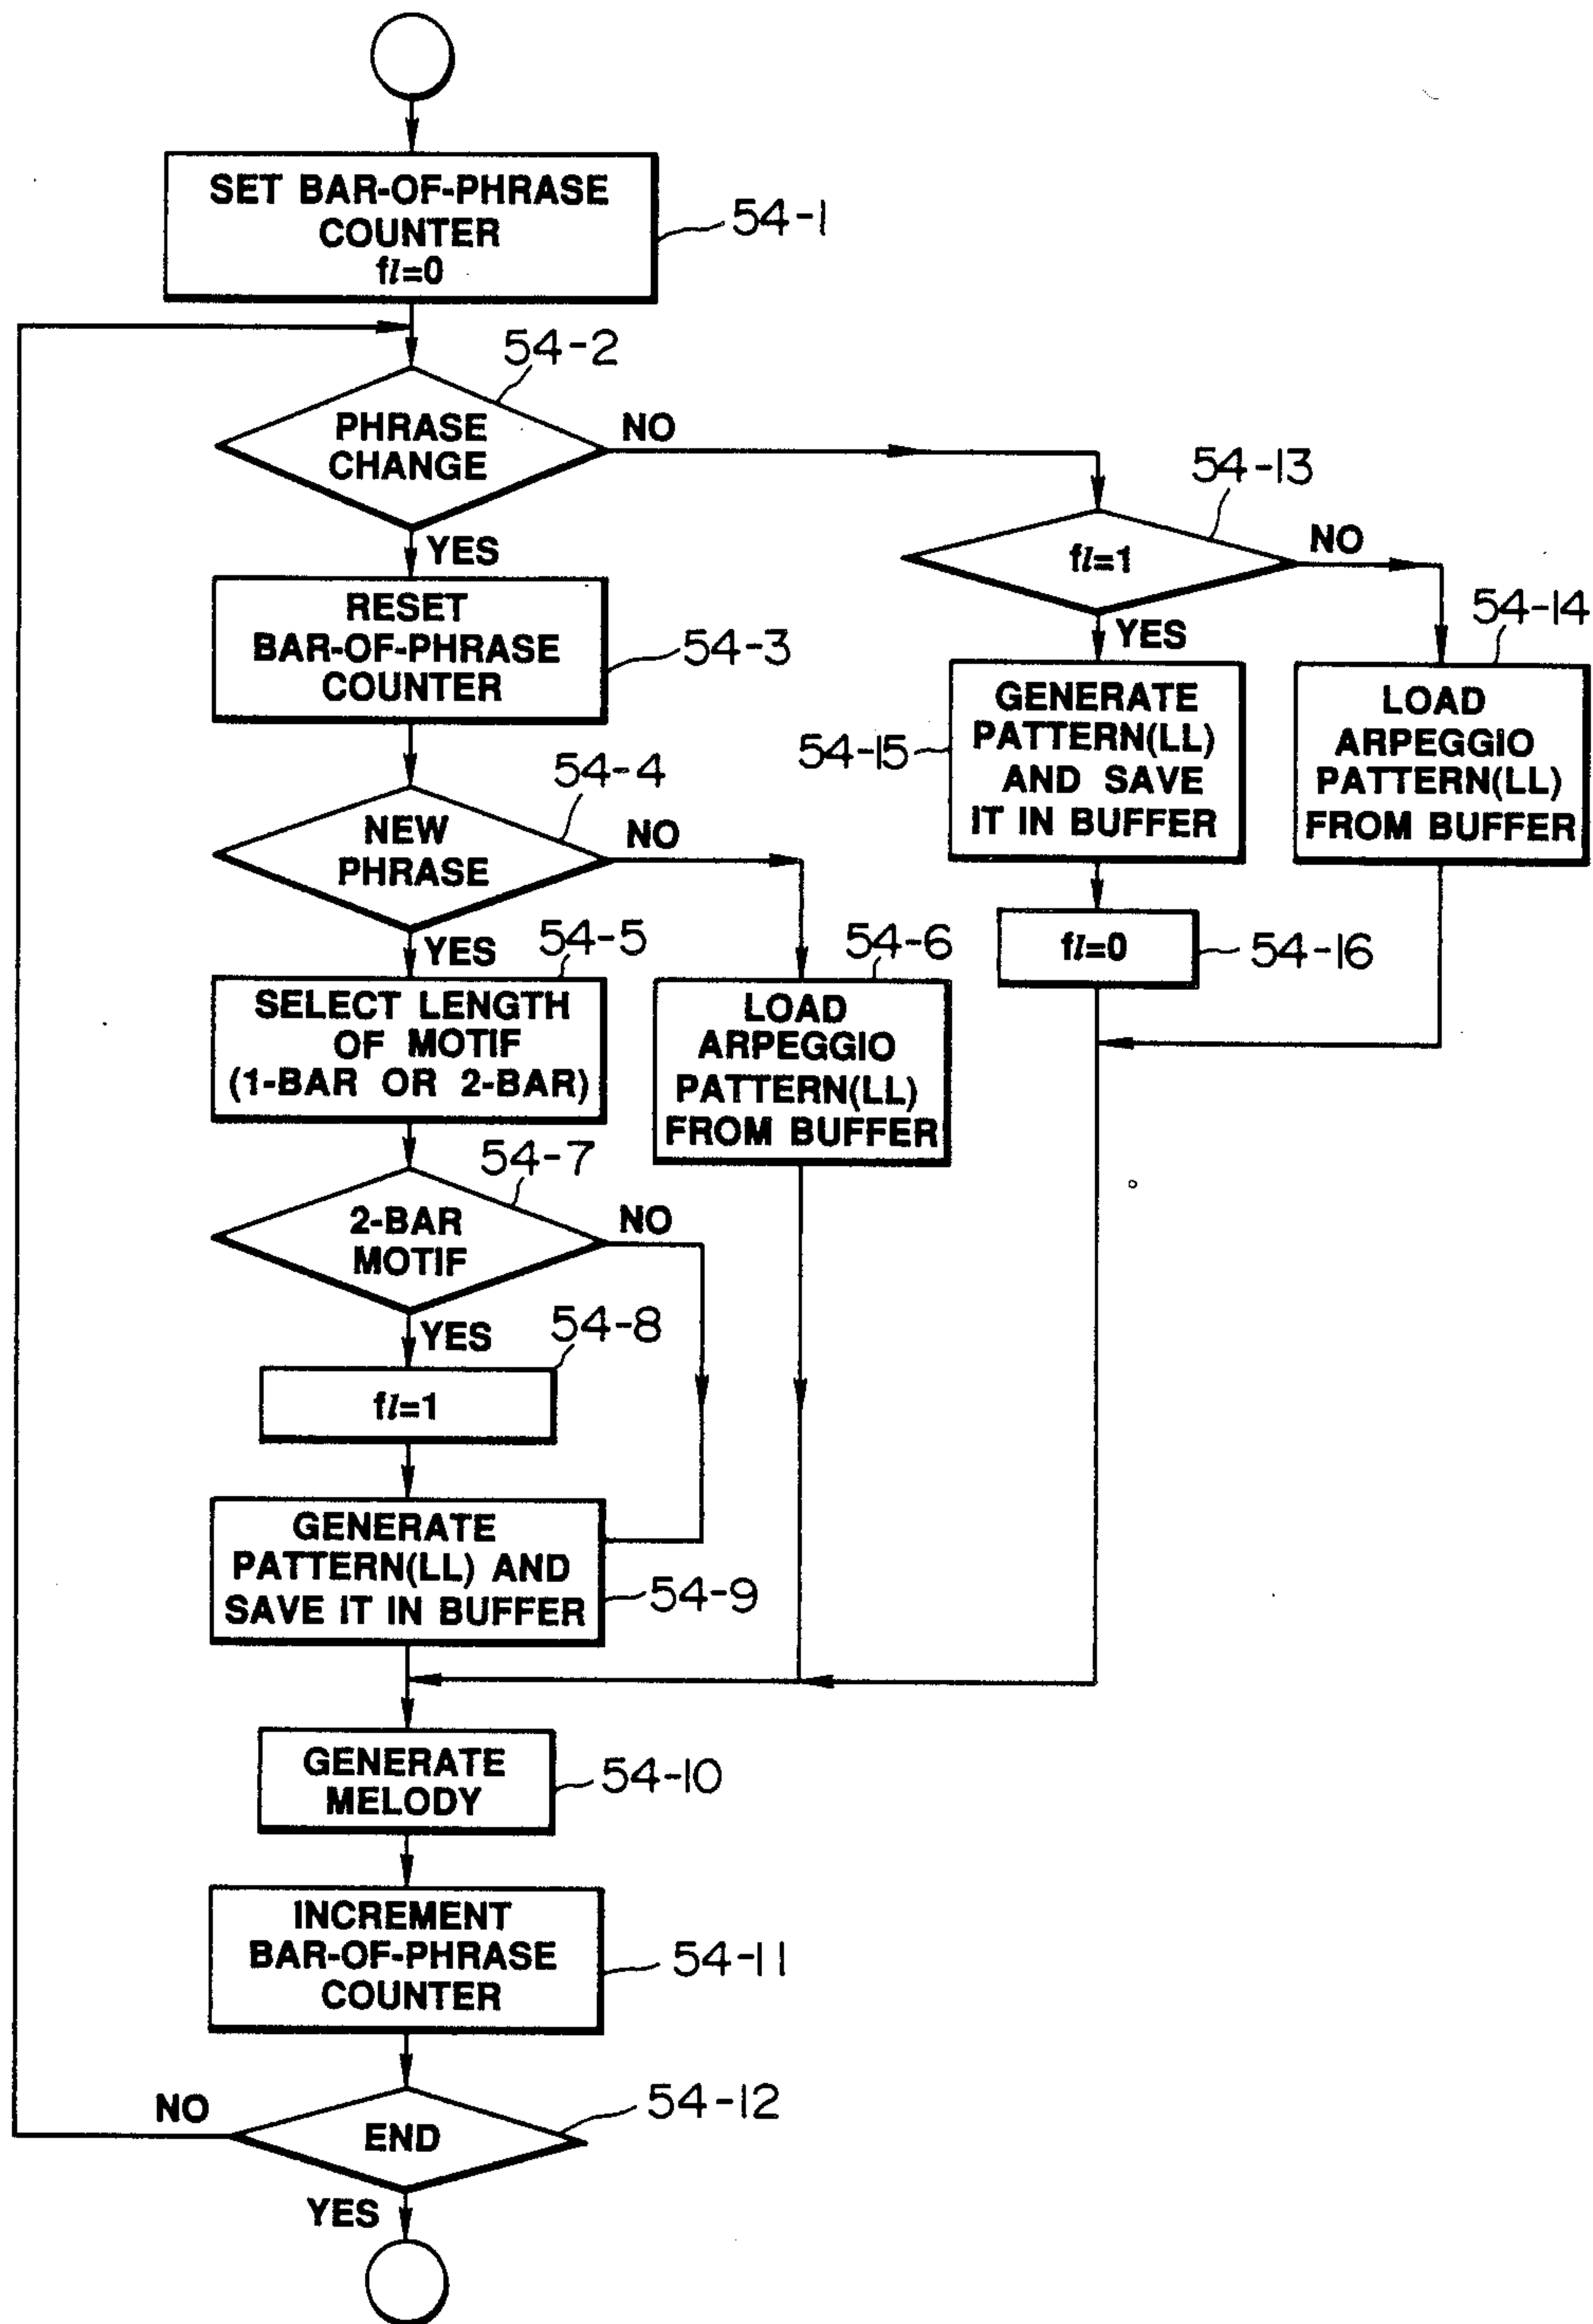 SET BAR-OF-PHRASE
COUNTER
fl=0
54-1
54-2
PHRASE
CHANGE
NO
YES
54-13
fl=1
NO
YES
RESET
BAR-OF-PHRASE
COUNTER
54-3
54-14
LOAD
ARPEGGIO
PATTERN(LL)
FROM BUFFER
GENERATE
PATTERN(LL)
AND SAVE
IT IN BUFFER
54-15
54-4
NEW
PHRASE
NO
YES
fl=0
54-16
54-5
SELECT LENGTH
OF MOTIF
(1-BAR OR 2-BAR)
54-6
LOAD
ARPEGGIO
PATTERN(LL)
FROM BUFFER
54-7
2-BAR
MOTIF
NO
YES
54-8
fl=1
GENERATE
PATTERN(LL) AND
SAVE IT IN BUFFER
54-9
GENERATE
MELODY
54-10
INCREMENT
BAR-OF-PHRASE
COUNTER
54-11
54-12
END
NO
YES